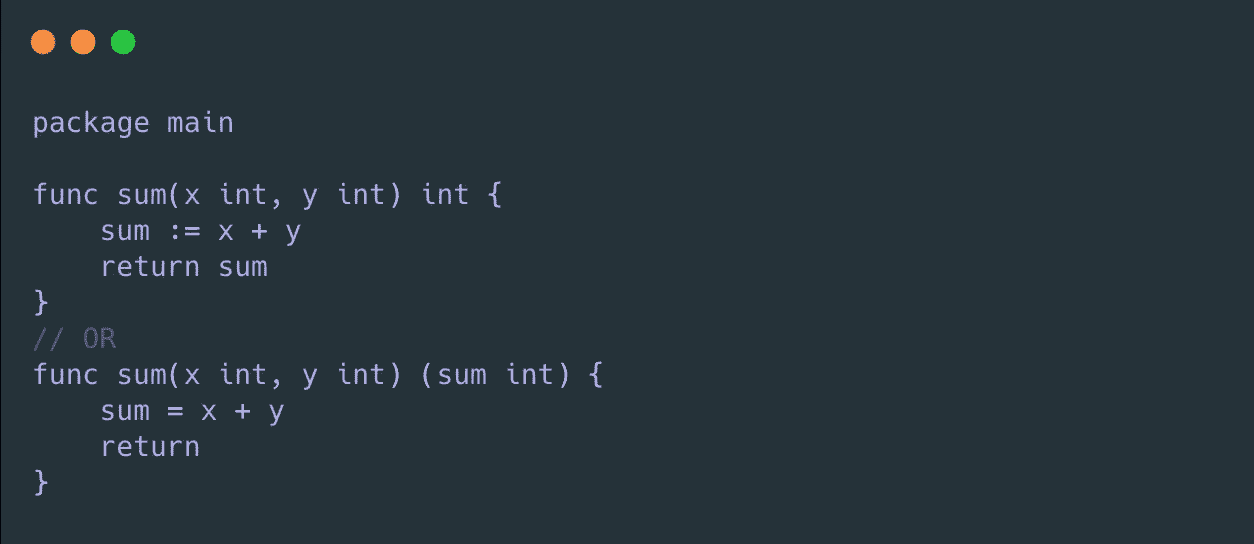 package main

func sum(x int, y int) int {
    sum := x + y
    return sum
}
// OR
func sum(x int, y int) (sum int) {
    sum = x + y
    return
}